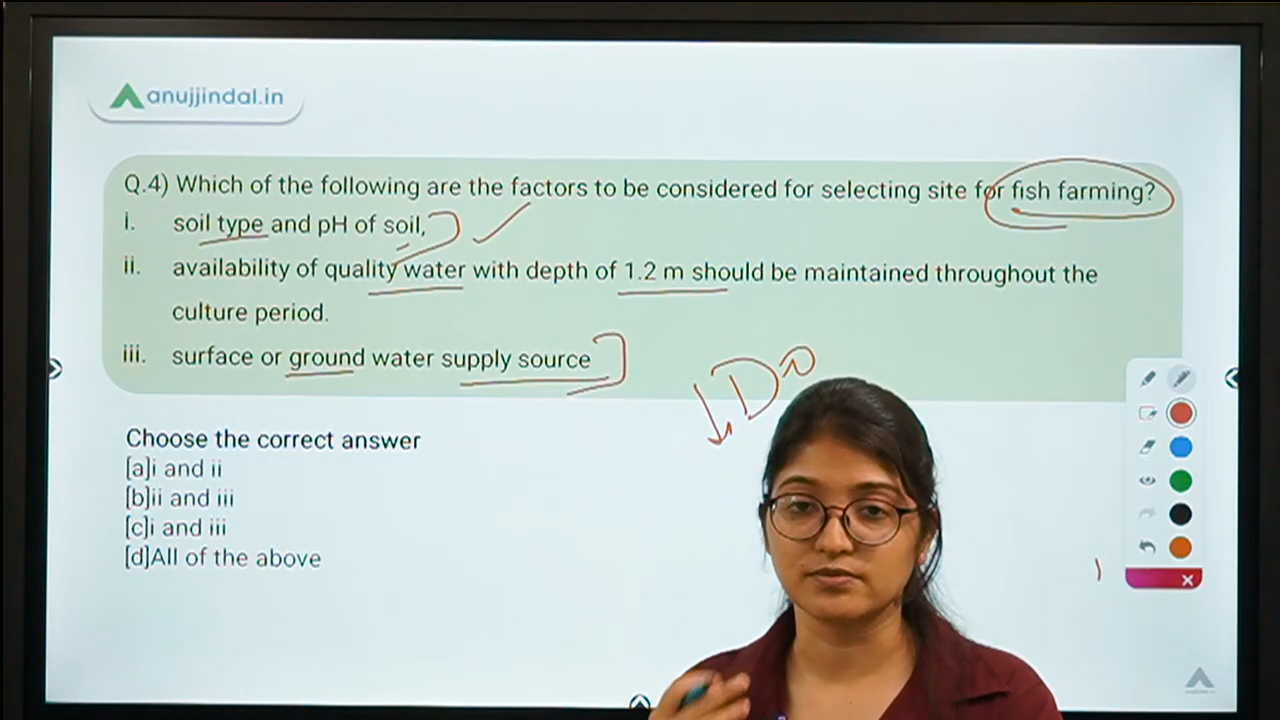 anujjindal.in
Q.4) Which of the following are the factors to be considered for selecting site for fish farming?
i. soil type and pH of soil,
ii. availability of quality water with depth of 1.2 m should be maintained throughout the
culture period.
iii. surface or ground water supply source
Choose the correct answer
[a]i and ii
[b]ii and iii
[c]i and iii
[d]All of the above